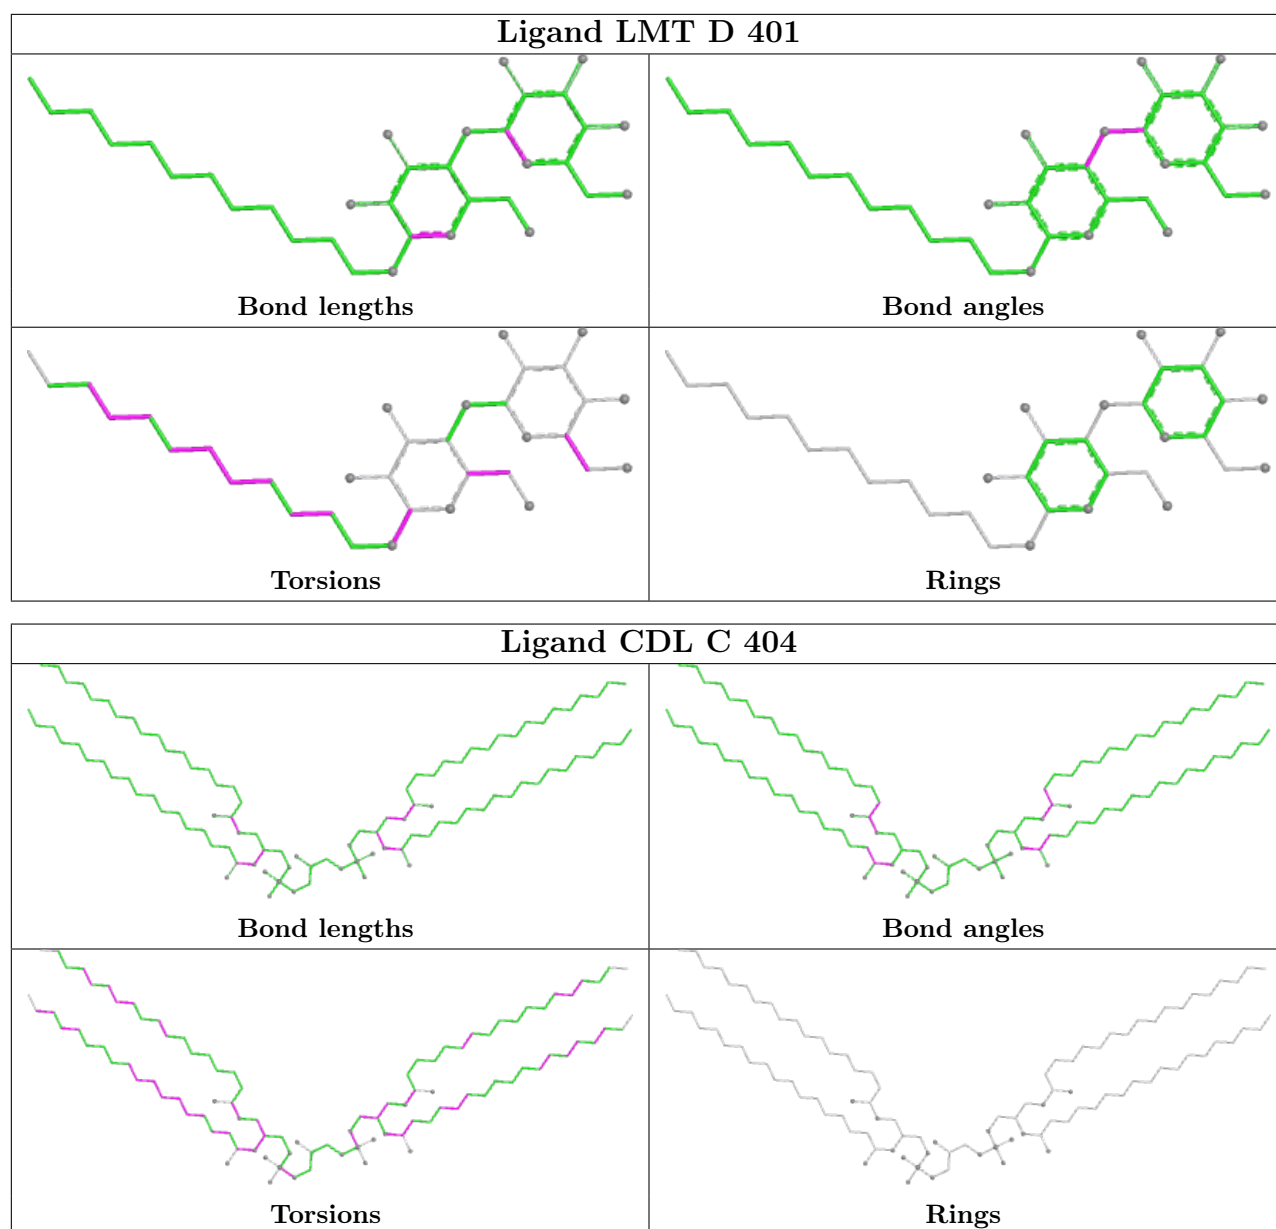 Ligand LMT D 401
Bond lengths
Bond angles
Torsions
Rings
Ligand CDL C 404
Bond lengths
Bond angles
Torsions
Rings